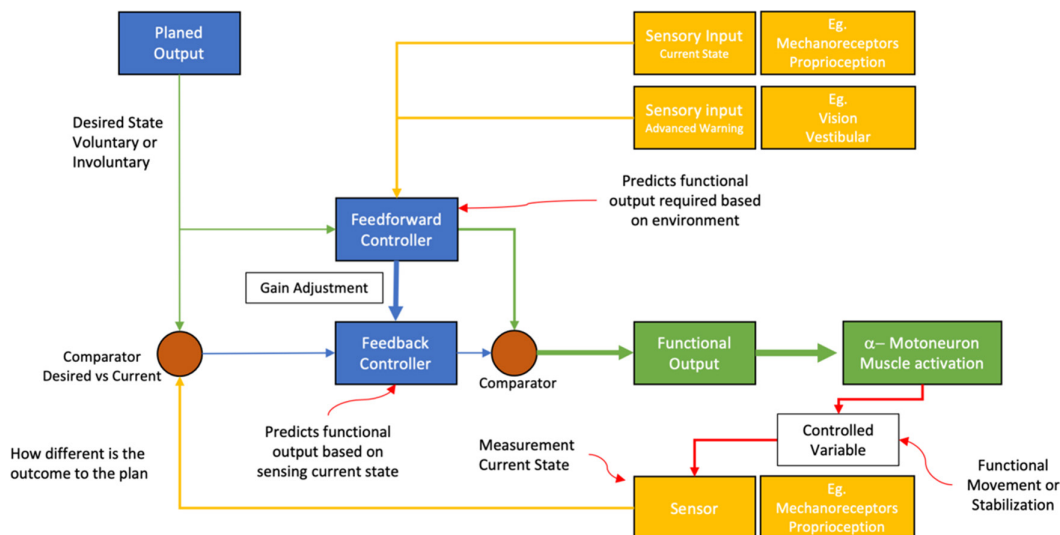 Planed
Output
Sensory Input
Current State
Eg.
Mechanoreceptors
Proprioception
Sensory input
Advanced Warning
Eg.
Vision
Vestibular
Desired State
Voluntary or
Involuntary
Predicts functional
output required based
on environment
Feedforward
Controller
Gain Adjustment
Comparator
Desired vs Current
Feedback
Controller
Comparator
Functional
Output
α– Motoneuron
Muscle activation
How different is the
outcome to the plan
Predicts functional
output based on
sensing current state
Measurement
Current State
Controlled
Variable
Functional
Movement or
Stabilization
Sensor
Eg.
Mechanoreceptors
Proprioception